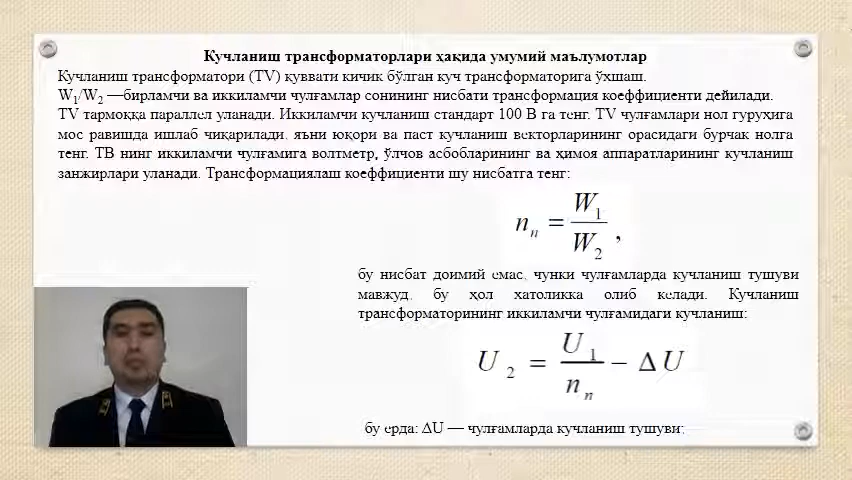 Кучланиш трансформаторлари ҳақида умумий маълумотлар
Кучланиш трансформатори (TV) қуввати кичик бўлган куч трансформаторига ўхшаш.
W₁/W₂ —бирламчи ва иккиламчи чулғамлар сонининг нисбати трансформация коеффициенти дейилади.
TV тармоққа параллел уланади. Иккиламчи кучланиш стандарт 100 В га тенг. TV чулғамлари нол гуруҳига
мос равишда ишлаб чиқарилади, яъни юқори ва паст кучланиш векторларининг орасидаги бурчак нолга
тенг. ТВ нинг иккиламчи чулғамига волтметр, ўлчов асбобларининг ва ҳимоя аппаратларининг кучланиш
занжирлари уланади. Трансформациялаш коеффициенти шу нисбатга тенг:
nₙ = W₁/W₂ ,
бу нисбат доимий емас, чунки чулғамларда кучланиш тушуви
мавжуд, бу ҳол хатоликка олиб келади. Кучланиш
трансформаторининг иккиламчи чулғамидаги кучланиш:
U₂ = U₁/nₙ − ΔU
бу ерда: ΔU — чулғамларда кучланиш тушуви;